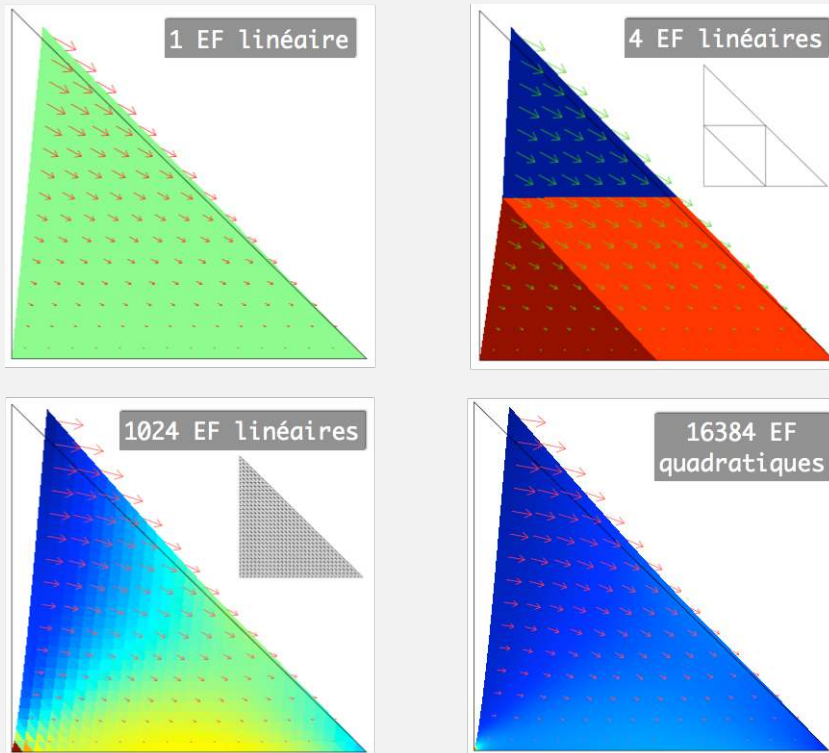 1 EF linéaire
4 EF linéaires
1024 EF linéaires
16384 EF
quadratiques